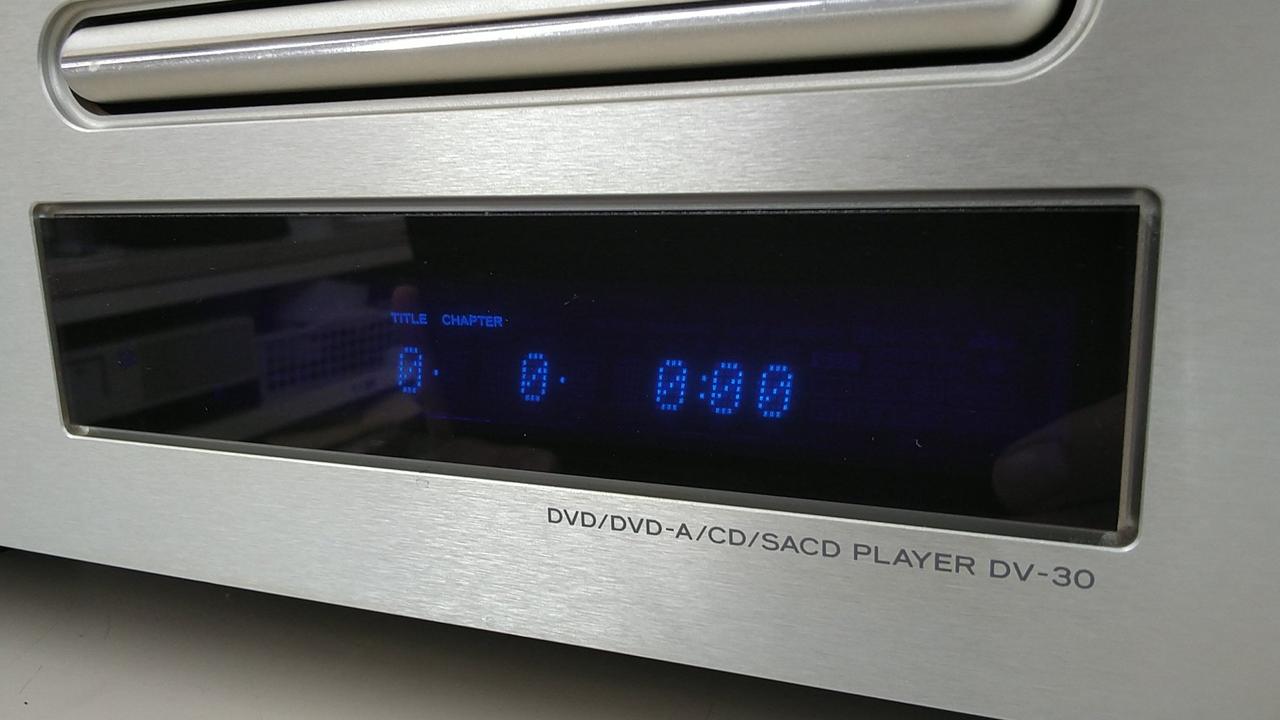 TITLE CHAPTER
0. 0. 0:00
DVD/DVD-A/CD/SACD PLAYER DV-30